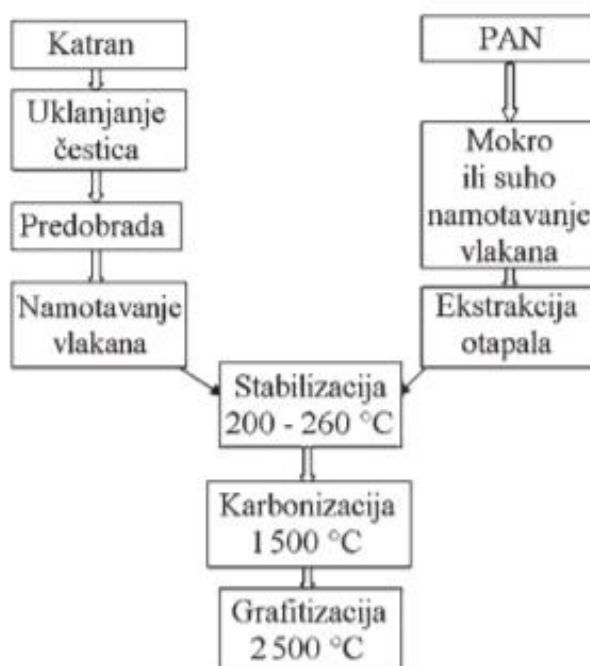 Katran
Uklanjanje
čestica
Predobrada
Namotavanje
vlakana
PAN
Mokro
ili suho
namotavanje
vlakana
Ekstrakcija
otapala
Stabilizacija
200 - 260 °C
Karbonizacija
1 500 °C
Grafitizacija
2 500 °C